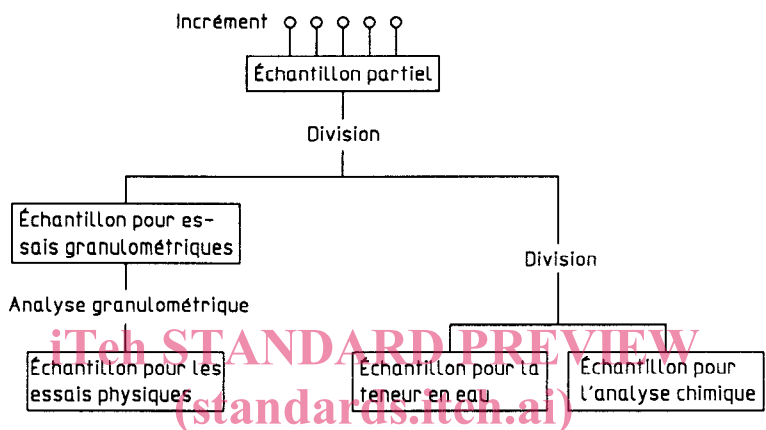 Incrément
Échantillon partiel
Division
Échantillon pour es-
sais granulométriques
Division
Analyse granulométrique
iTeh STANDARD PREVIEW
Échantillon pour les
essais physiques
Échantillon pour la
teneur en eau
Échantillon pour
l'analyse chimique
(standards.iteh.ai)